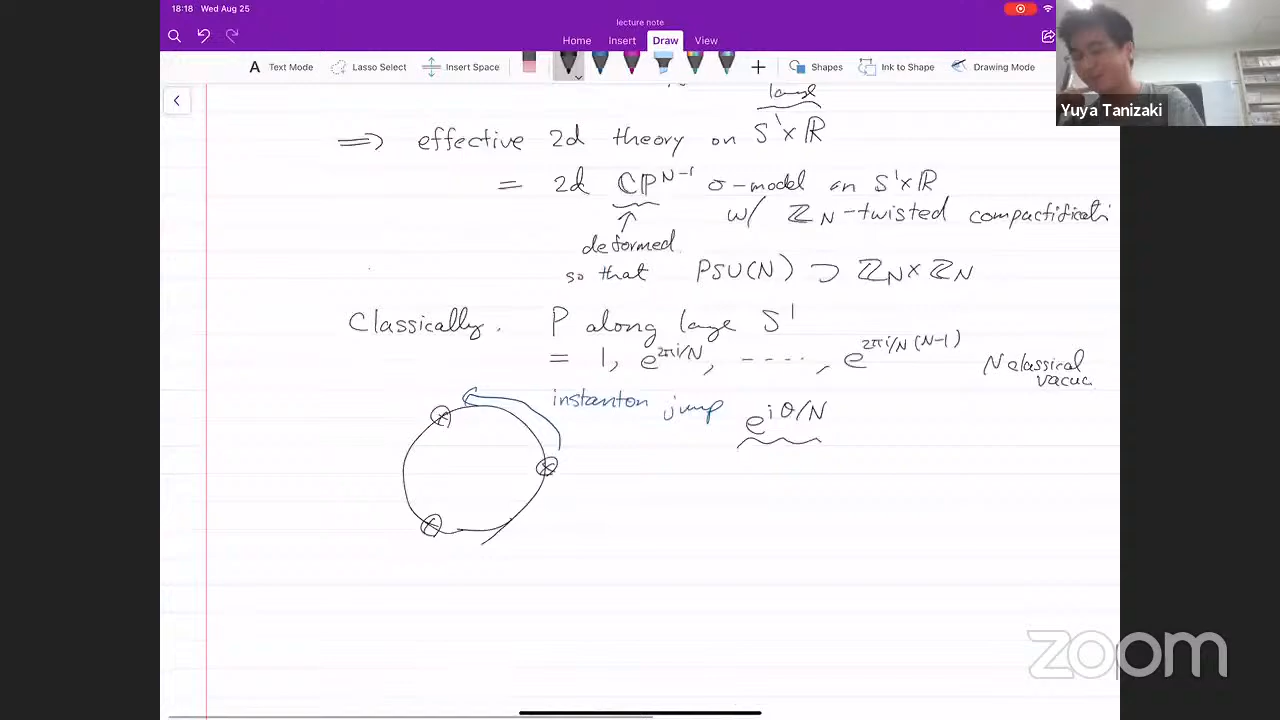 18:18 Wed Aug 25
lecture note
Home Insert Draw View
Text Mode Lasso Select Insert Space Shapes Ink to Shape Drawing Mode
Yuya Tanizaki
large
⟹ effective 2d theory on S¹×ℝ
= 2d ℂℙ^{N-1} σ-model on S¹×ℝ
w/ ℤ_N-twisted compactificati
deformed
so that PSU(N) ⊃ ℤ_N×ℤ_N
Classically. P along large S¹
= 1, e^{2πi/N}, ----, e^{2πi/N(N-1)}
N classical
vacua
instanton jump e^{iθ/N}
zoom